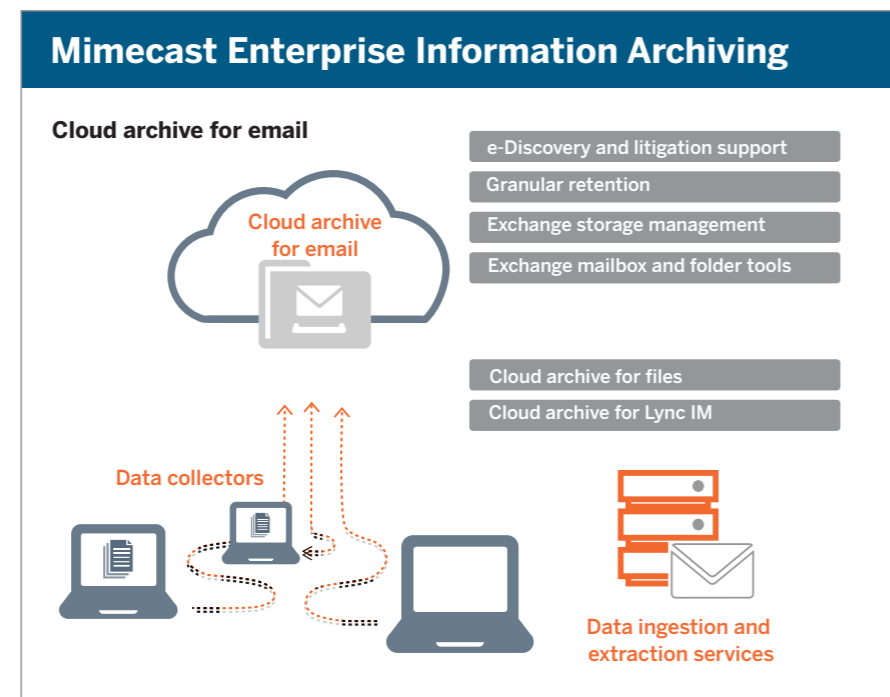 Mimecast Enterprise Information Archiving
Cloud archive for email
Cloud archive
for email
e-Discovery and litigation support
Granular retention
Exchange storage management
Exchange mailbox and folder tools
Cloud archive for files
Cloud archive for Lync IM
Data collectors
Data ingestion and
extraction services